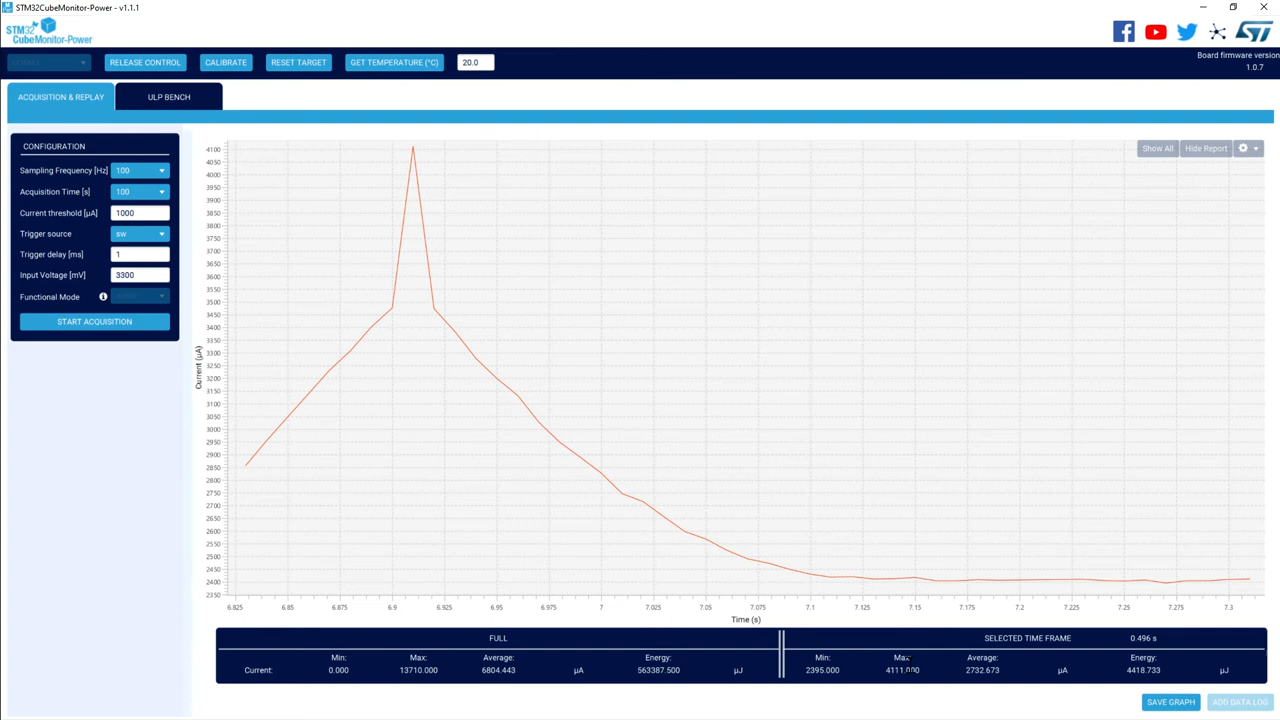 STM32CubeMonitor-Power - v1.1.1
STM32
CubeMonitor-Power
RELEASE CONTROL
CALIBRATE
RESET TARGET
GET TEMPERATURE (°C)
20.0
Board firmware version
1.0.7
ACQUISITION & REPLAY
ULP BENCH
CONFIGURATION
Sampling Frequency [Hz] 100
Acquisition Time [s] 100
Current threshold [µA] 1000
Trigger source sw
Trigger delay [ms] 1
Input Voltage [mV] 3300
Functional Mode
START ACQUISITION
Show All
Hide Report
4100
4050
4000
3950
3900
3850
3800
3750
3700
3650
3600
3550
3500
3450
3400
3350
3300
3250
3200
3150
3100
3050
3000
2950
2900
2850
2800
2750
2700
2650
2600
2550
2500
2450
2400
2350
Current (µA)
6.825 6.85 6.875 6.9 6.925 6.95 6.975 7 7.025 7.05 7.075 7.1 7.125 7.15 7.175 7.2 7.225 7.25 7.275 7.3
Time (s)
FULL
Min: Max: Average: Energy:
Current: 0.000 13710.000 6804.443 µA 563387.500 µJ
SELECTED TIME FRAME 0.496 s
Min: Max: Average: Energy:
2395.000 4111.000 2732.673 µA 4418.733 µJ
SAVE GRAPH
ADD DATA LOG